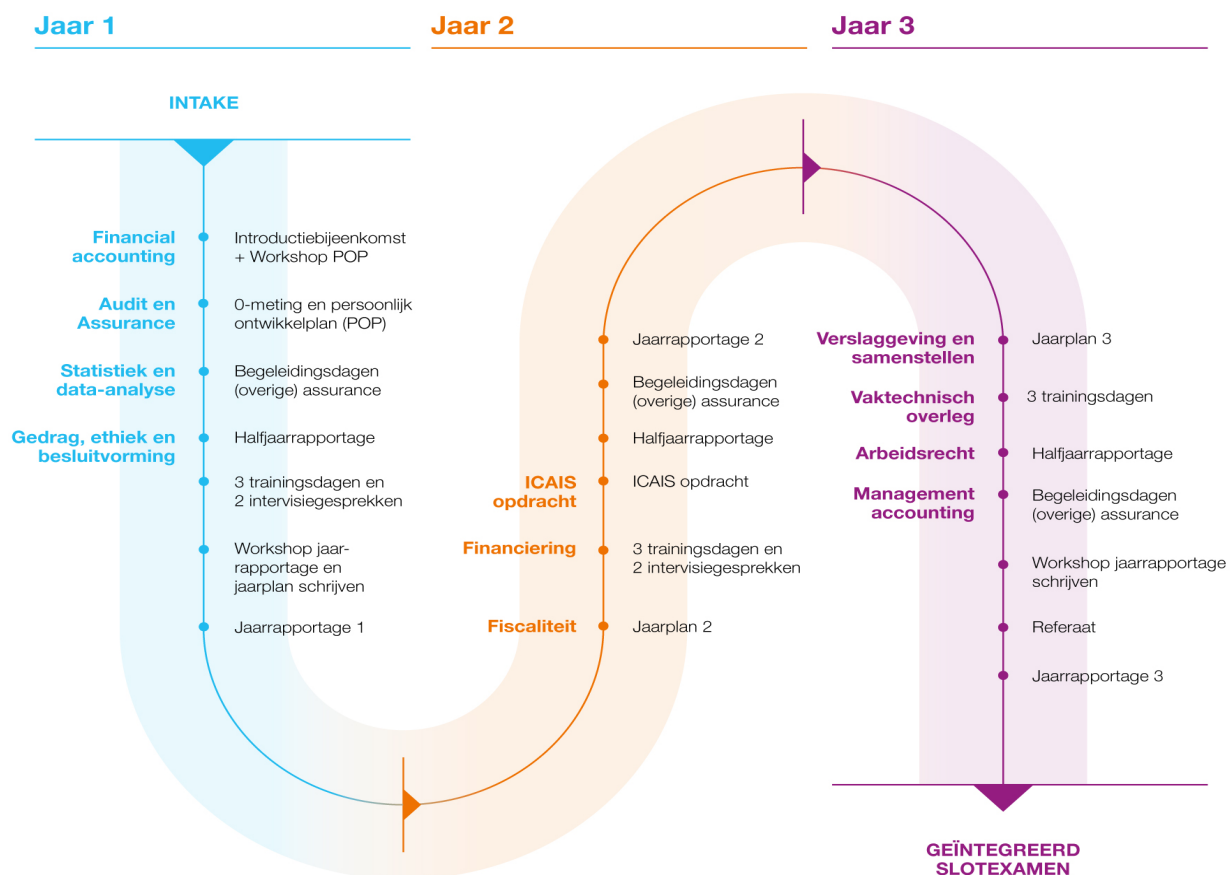 Jaar 1
INTAKE
Financial
accounting
Introductiebijeenkomst
+ Workshop POP
Audit en
Assurance
0-meting en persoonlijk
ontwikkelplan (POP)
Statistiek en
data-analyse
Begeleidingsdagen
(overige) assurance
Gedrag, ethiek en
besluitvorming
Halfjaarrapportage
3 trainingsdagen en
2 intervisiegesprekken
Workshop jaar-
rapportage en
jaarplan schrijven
Jaarrapportage 1
Jaar 2
Jaarrapportage 2
Begeleidingsdagen
(overige) assurance
Halfjaarrapportage
ICAIS
opdracht
ICAIS opdracht
Financiering
3 trainingsdagen en
2 intervisiegesprekken
Fiscaliteit
Jaarplan 2
Jaar 3
Verslaggeving en
samenstellen
Jaarplan 3
Vaktechnisch
overleg
3 trainingsdagen
Arbeidsrecht
Halfjaarrapportage
Management
accounting
Begeleidingsdagen
(overige) assurance
Workshop jaarrapportage
schrijven
Referaat
Jaarrapportage 3
GEÏNTEGREERD
SLOTEXAMEN